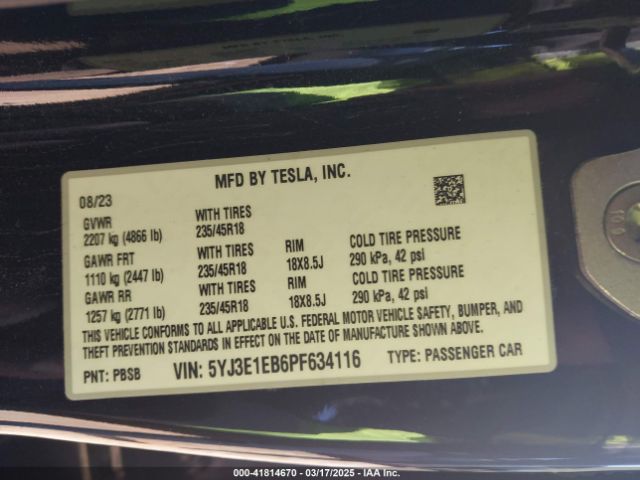 MFD BY TESLA, INC.
08/23
GVWR
2207 kg (4866 lb)
WITH TIRES
235/45R18
GAWR FRT
1110 kg (2447 lb)
WITH TIRES
235/45R18
RIM
18X8.5J
COLD TIRE PRESSURE
290 kPa, 42 psi
GAWR RR
1257 kg (2771 lb)
WITH TIRES
235/45R18
RIM
18X8.5J
COLD TIRE PRESSURE
290 kPa, 42 psi
THIS VEHICLE CONFORMS TO ALL APPLICABLE U.S. FEDERAL MOTOR VEHICLE SAFETY, BUMPER, AND
THEFT PREVENTION STANDARDS IN EFFECT ON THE DATE OF MANUFACTURE SHOWN ABOVE.
PNT: PBSB VIN: 5YJ3E1EB6PF634116 TYPE: PASSENGER CAR
000-41814670 - 03/17/2025 - IAA Inc.